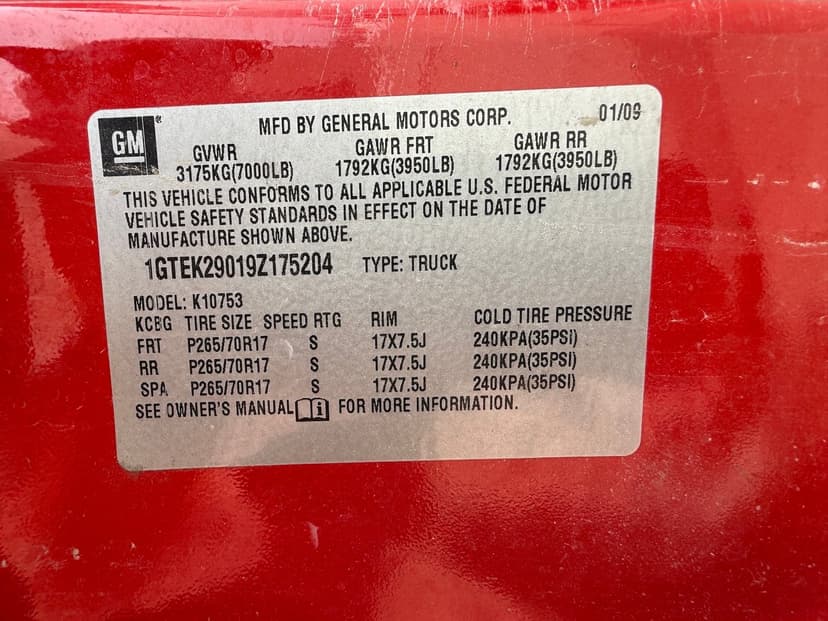 GM ® MFD BY GENERAL MOTORS CORP. 01/09
GVWR GAWR FRT GAWR RR
3175KG(7000LB) 1792KG(3950LB) 1792KG(3950LB)
THIS VEHICLE CONFORMS TO ALL APPLICABLE U.S. FEDERAL MOTOR
VEHICLE SAFETY STANDARDS IN EFFECT ON THE DATE OF
MANUFACTURE SHOWN ABOVE.
1GTEK29019Z175204 TYPE: TRUCK
MODEL: K10753
KCBG TIRE SIZE SPEED RTG RIM COLD TIRE PRESSURE
FRT P265/70R17 S 17X7.5J 240KPA(35PSI)
RR P265/70R17 S 17X7.5J 240KPA(35PSI)
SPA P265/70R17 S 17X7.5J 240KPA(35PSI)
SEE OWNER'S MANUAL i FOR MORE INFORMATION.